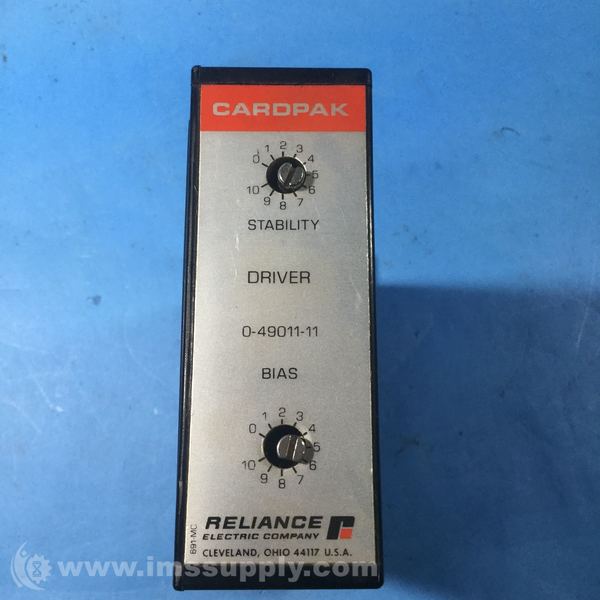 CARDPAK
0 1 2 3 4 5 6 7 8 9 10
STABILITY
DRIVER
0-49011-11
BIAS
0 1 2 3 4 5 6 7 8 9 10
RELIANCE
ELECTRIC COMPANY
CLEVELAND, OHIO 44117 U.S.A.
691-MC
© www.imssupply.com